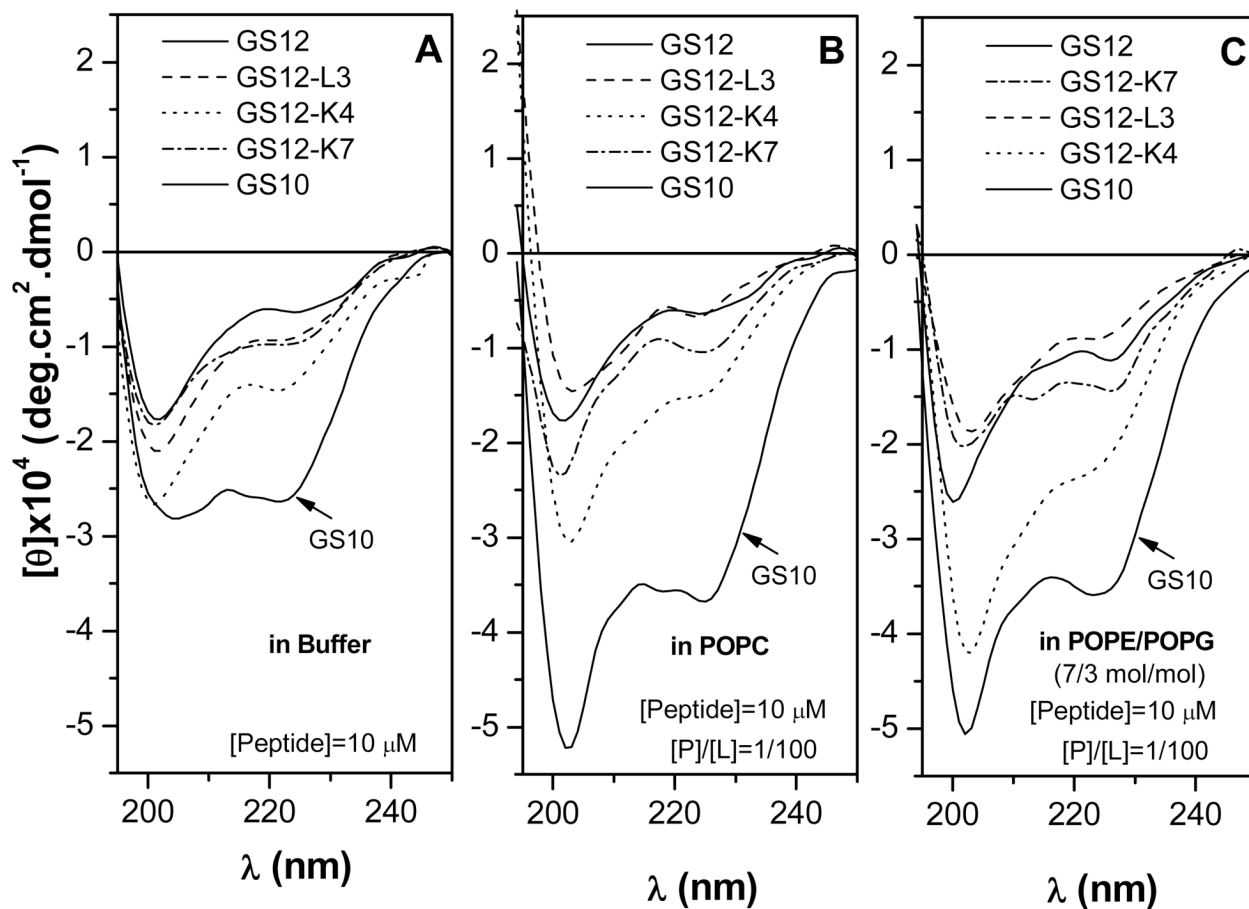 A
GS12
GS12-L3
GS12-K4
GS12-K7
GS10
2
1
0
-1
-2
-3
-4
-5
[θ]x10⁴ (deg.cm².dmol⁻¹)
GS10
in Buffer
[Peptide]=10 μM
200 220 240
λ (nm)
B
GS12
GS12-L3
GS12-K4
GS12-K7
GS10
2
1
0
-1
-2
-3
-4
-5
GS10
in POPC
[Peptide]=10 μM
[P]/[L]=1/100
200 220 240
λ (nm)
C
GS12
GS12-K7
GS12-L3
GS12-K4
GS10
2
1
0
-1
-2
-3
-4
-5
GS10
in POPE/POPG
(7/3 mol/mol)
[Peptide]=10 μM
[P]/[L]=1/100
200 220 240
λ (nm)